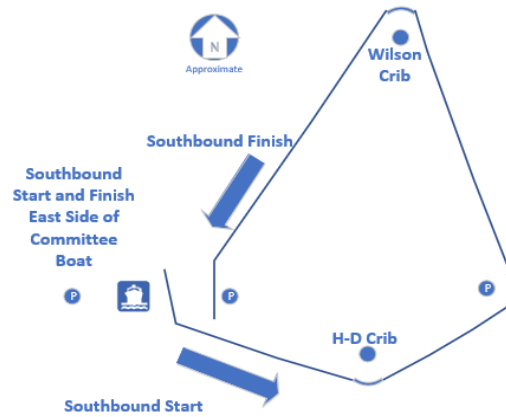 N
Approximate
Wilson
Crib
Southbound Finish
Southbound
Start and Finish
East Side of
Committee
Boat
P
P
P
H-D Crib
Southbound Start